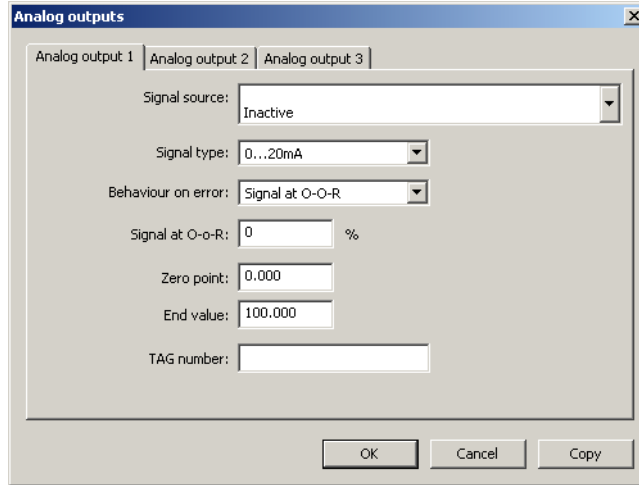 Analog outputs
Analog output 1 Analog output 2 Analog output 3
Signal source:
Inactive
Signal type: 0...20mA
Behaviour on error: Signal at O-O-R
Signal at O-o-R: 0 %
Zero point: 0.000
End value: 100.000
TAG number:
OK Cancel Copy